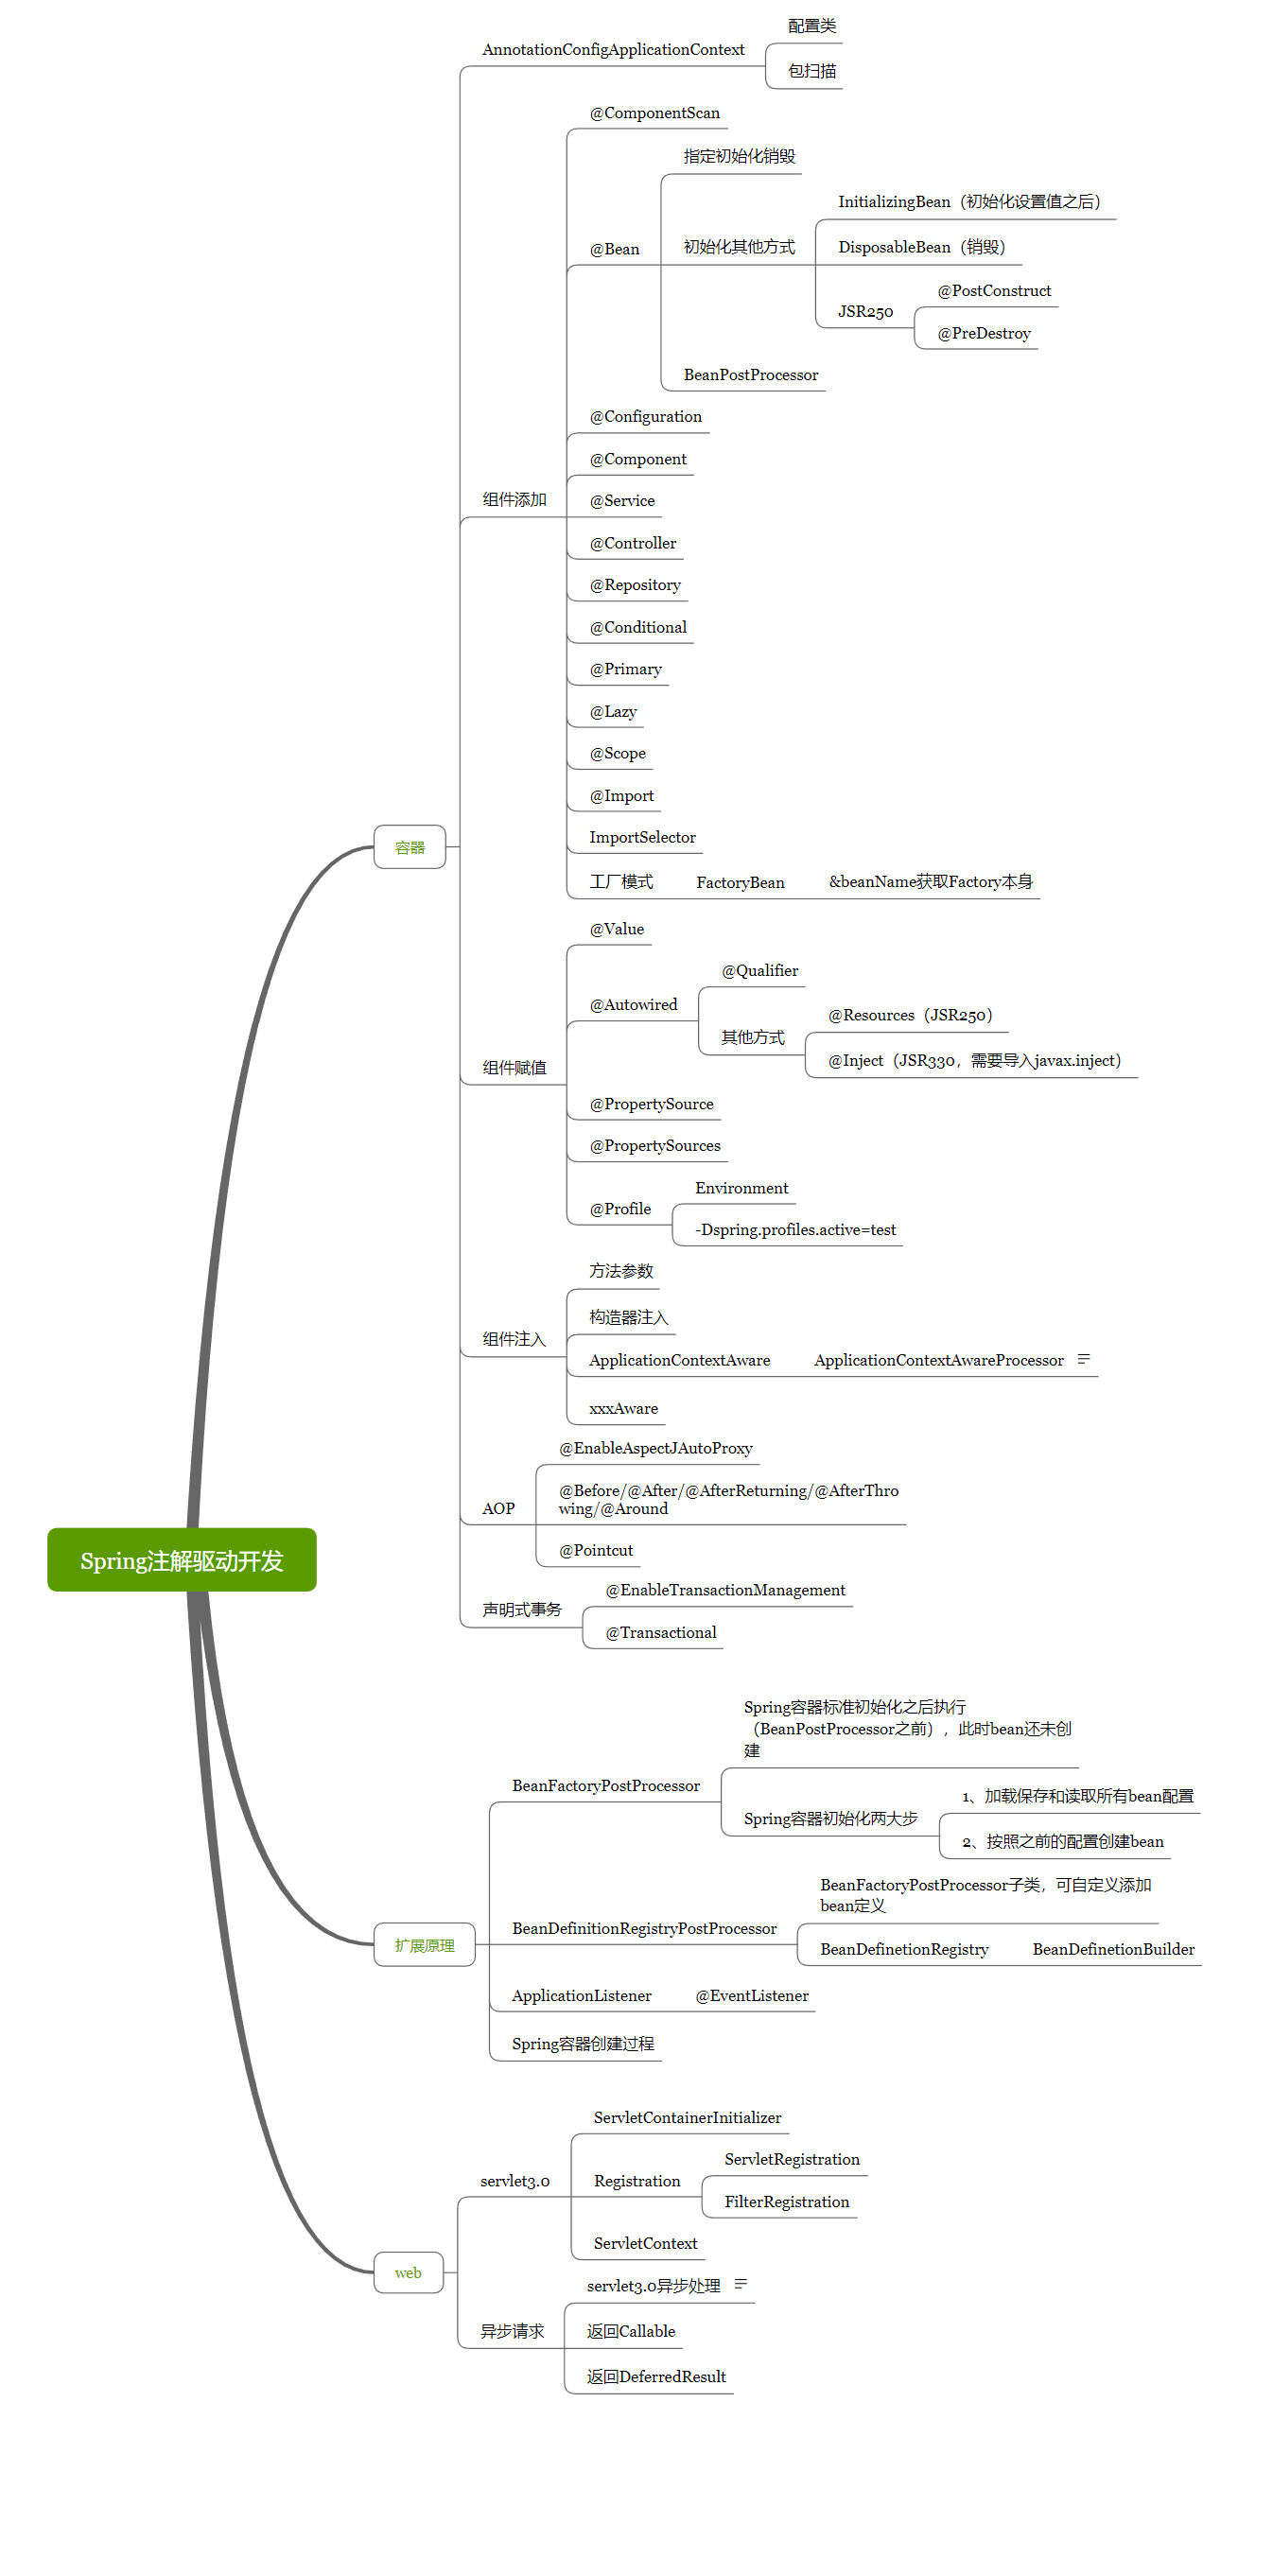 配置类
AnnotationConfigApplicationContext
包扫描
@ComponentScan
指定初始化销毁
InitializingBean（初始化设置值之后）
@Bean
初始化其他方式
DisposableBean（销毁）
@PostConstruct
JSR250
@PreDestroy
BeanPostProcessor
@Configuration
@Component
组件添加
@Service
@Controller
@Repository
@Conditional
@Primary
@Lazy
@Scope
@Import
ImportSelector
容器
工厂模式
FactoryBean
&beanName获取Factory本身
@Value
@Qualifier
@Autowired
@Resources（JSR250）
其他方式
@Inject（JSR330，需要导入javax.inject）
组件赋值
@PropertySource
@PropertySources
Environment
@Profile
-Dspring.profiles.active=test
方法参数
构造器注入
组件注入
ApplicationContextAware
ApplicationContextAwareProcessor
xxxAware
@EnableAspectJAutoProxy
@Before/@After/@AfterReturning/@AfterThro
wing/@Around
AOP
@Pointcut
Spring注解驱动开发
@EnableTransactionManagement
声明式事务
@Transactional
Spring容器标准初始化之后执行
（BeanPostProcessor之前），此时bean还未创
建
BeanFactoryPostProcessor
1、加载保存和读取所有bean配置
Spring容器初始化两大步
2、按照之前的配置创建bean
BeanFactoryPostProcessor子类，可自定义添加
bean定义
BeanDefinitionRegistryPostProcessor
扩展原理
BeanDefinetionRegistry
BeanDefinetionBuilder
ApplicationListener
@EventListener
Spring容器创建过程
ServletContainerInitializer
ServletRegistration
servlet3.0
Registration
FilterRegistration
ServletContext
web
servlet3.0异步处理
异步请求
返回Callable
返回DeferredResult